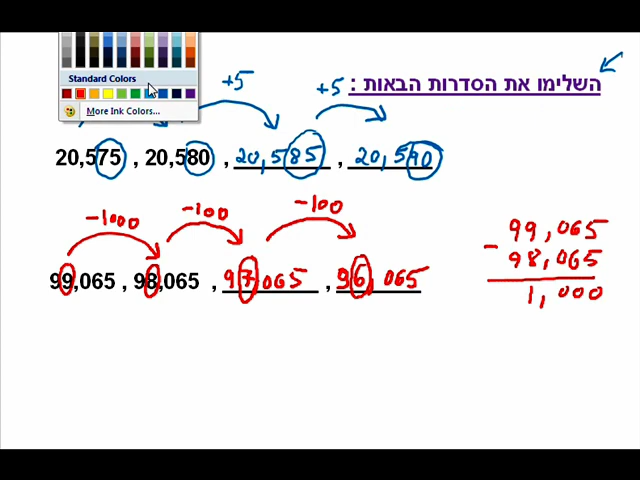 Standard Colors
More Ink Colors...
השלימו את הסדרות הבאות :
+5 +5
20,575 , 20,580 , 20,585 , 20,590
-1000 -100 -100
99,065 , 98,065 , 97,065 , 96,065
99,065
- 98,065
1,000